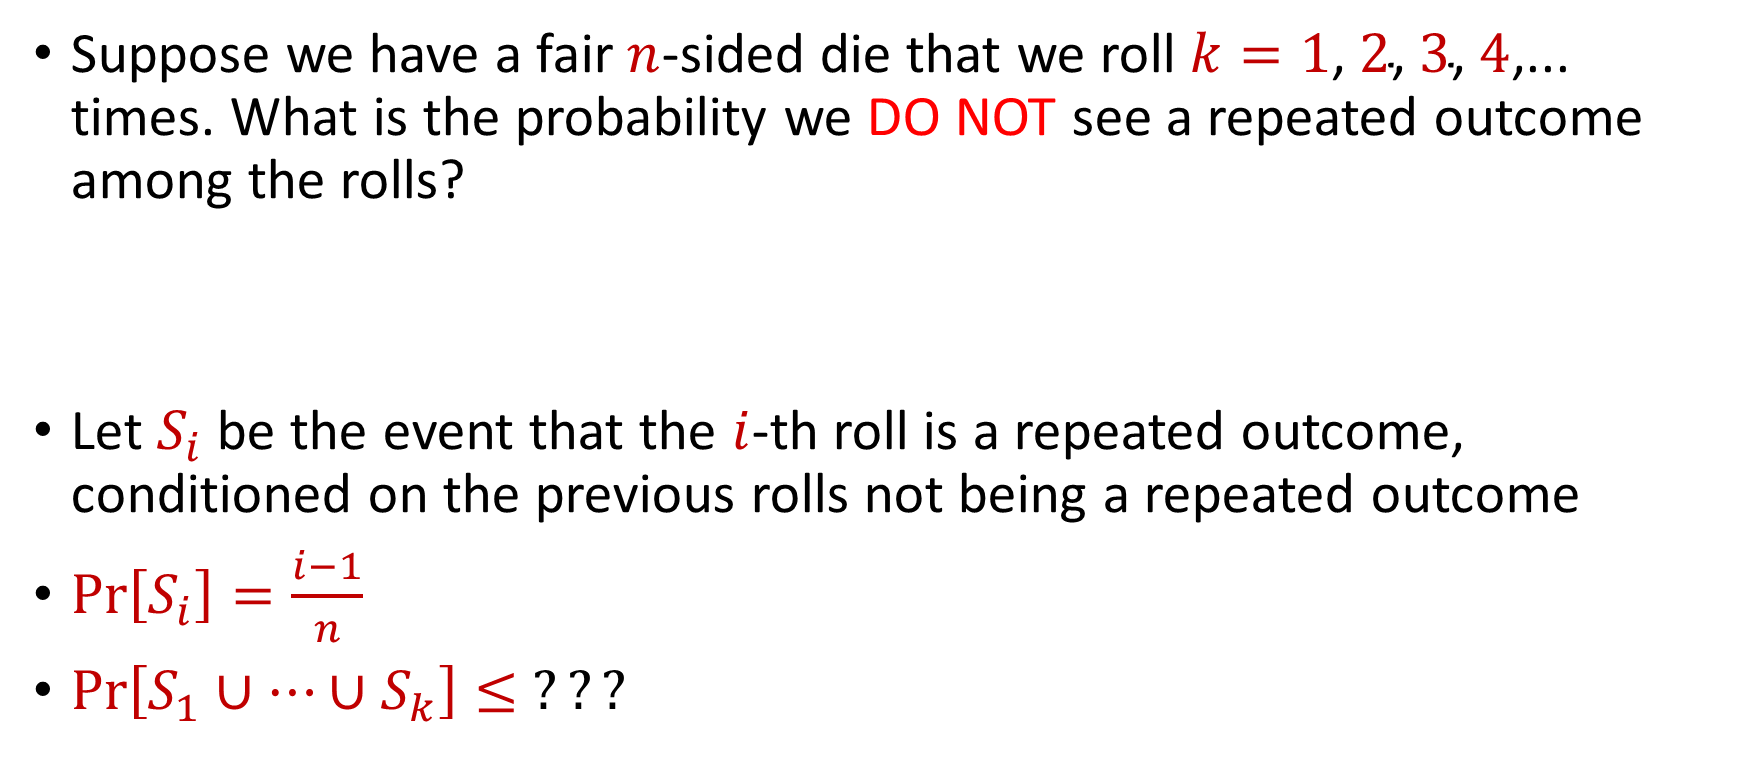 • Suppose we have a fair n-sided die that we roll k = 1, 2,, 3,, 4,…
times. What is the probability we DO NOT see a repeated outcome
among the rolls?
• Let Sᵢ be the event that the i-th roll is a repeated outcome,
conditioned on the previous rolls not being a repeated outcome
• Pr[Sᵢ] = (i−1)/n
• Pr[S₁ ∪ ⋯ ∪ Sₖ] ≤ ???